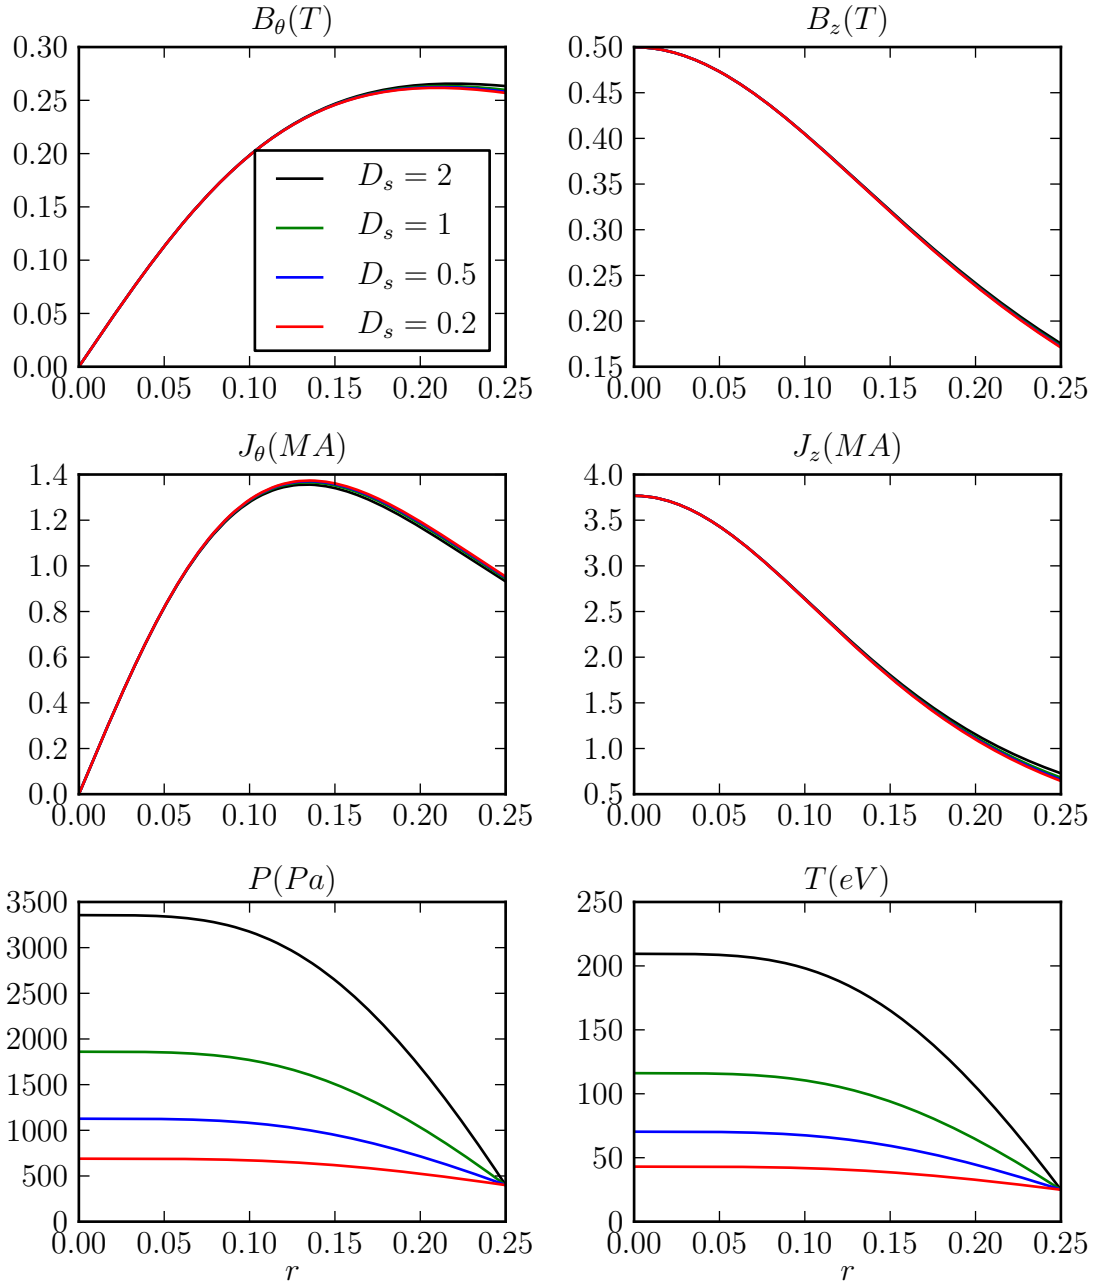 B_θ(T)
B_z(T)
0.30
0.25
0.20
0.15
0.10
0.05
0.00
0.00 0.05 0.10 0.15 0.20 0.25
D_s = 2
D_s = 1
D_s = 0.5
D_s = 0.2
0.50
0.45
0.40
0.35
0.30
0.25
0.20
0.15
0.00 0.05 0.10 0.15 0.20 0.25
J_θ(MA)
J_z(MA)
1.4
1.2
1.0
0.8
0.6
0.4
0.2
0.0
0.00 0.05 0.10 0.15 0.20 0.25
4.0
3.5
3.0
2.5
2.0
1.5
1.0
0.5
0.00 0.05 0.10 0.15 0.20 0.25
P(Pa)
T(eV)
3500
3000
2500
2000
1500
1000
500
0
0.00 0.05 0.10 0.15 0.20 0.25
r
250
200
150
100
50
0
0.00 0.05 0.10 0.15 0.20 0.25
r